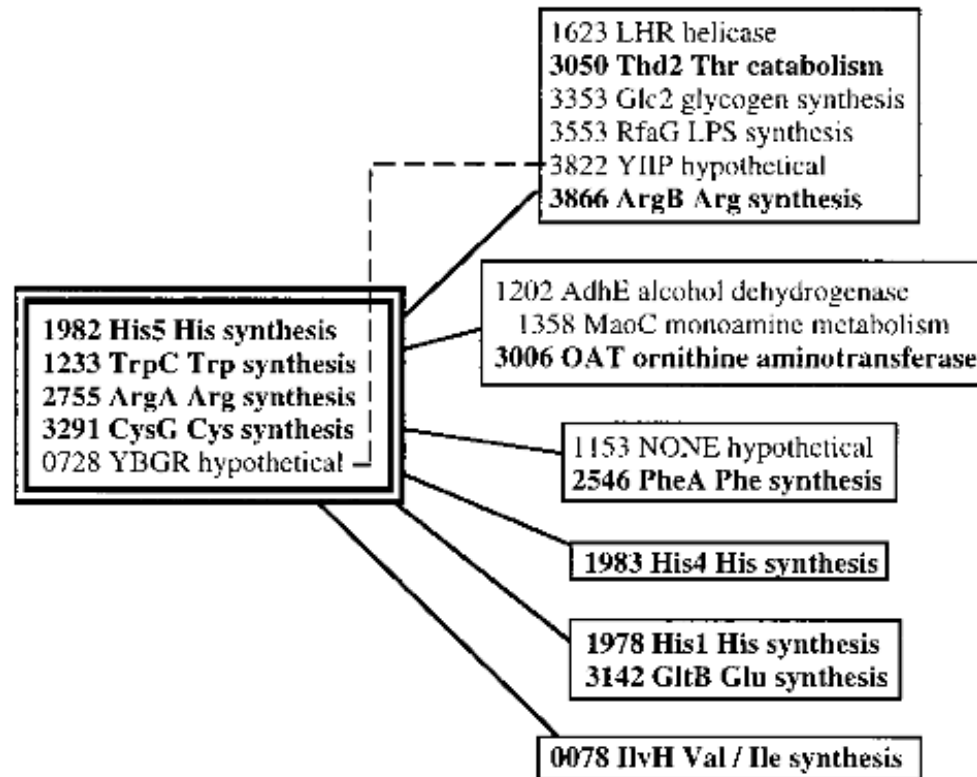 1623 LHR helicase
3050 Thd2 Thr catabolism
3353 Glc2 glycogen synthesis
3553 RfaG LPS synthesis
3822 YIIP hypothetical
3866 ArgB Arg synthesis
1202 AdhE alcohol dehydrogenase
1358 MaoC monoamine metabolism
3006 OAT ornithine aminotransferase
1982 His5 His synthesis
1233 TrpC Trp synthesis
2755 ArgA Arg synthesis
3291 CysG Cys synthesis
0728 YBGR hypothetical
1153 NONE hypothetical
2546 PheA Phe synthesis
1983 His4 His synthesis
1978 His1 His synthesis
3142 GltB Glu synthesis
0078 IlvH Val / Ile synthesis